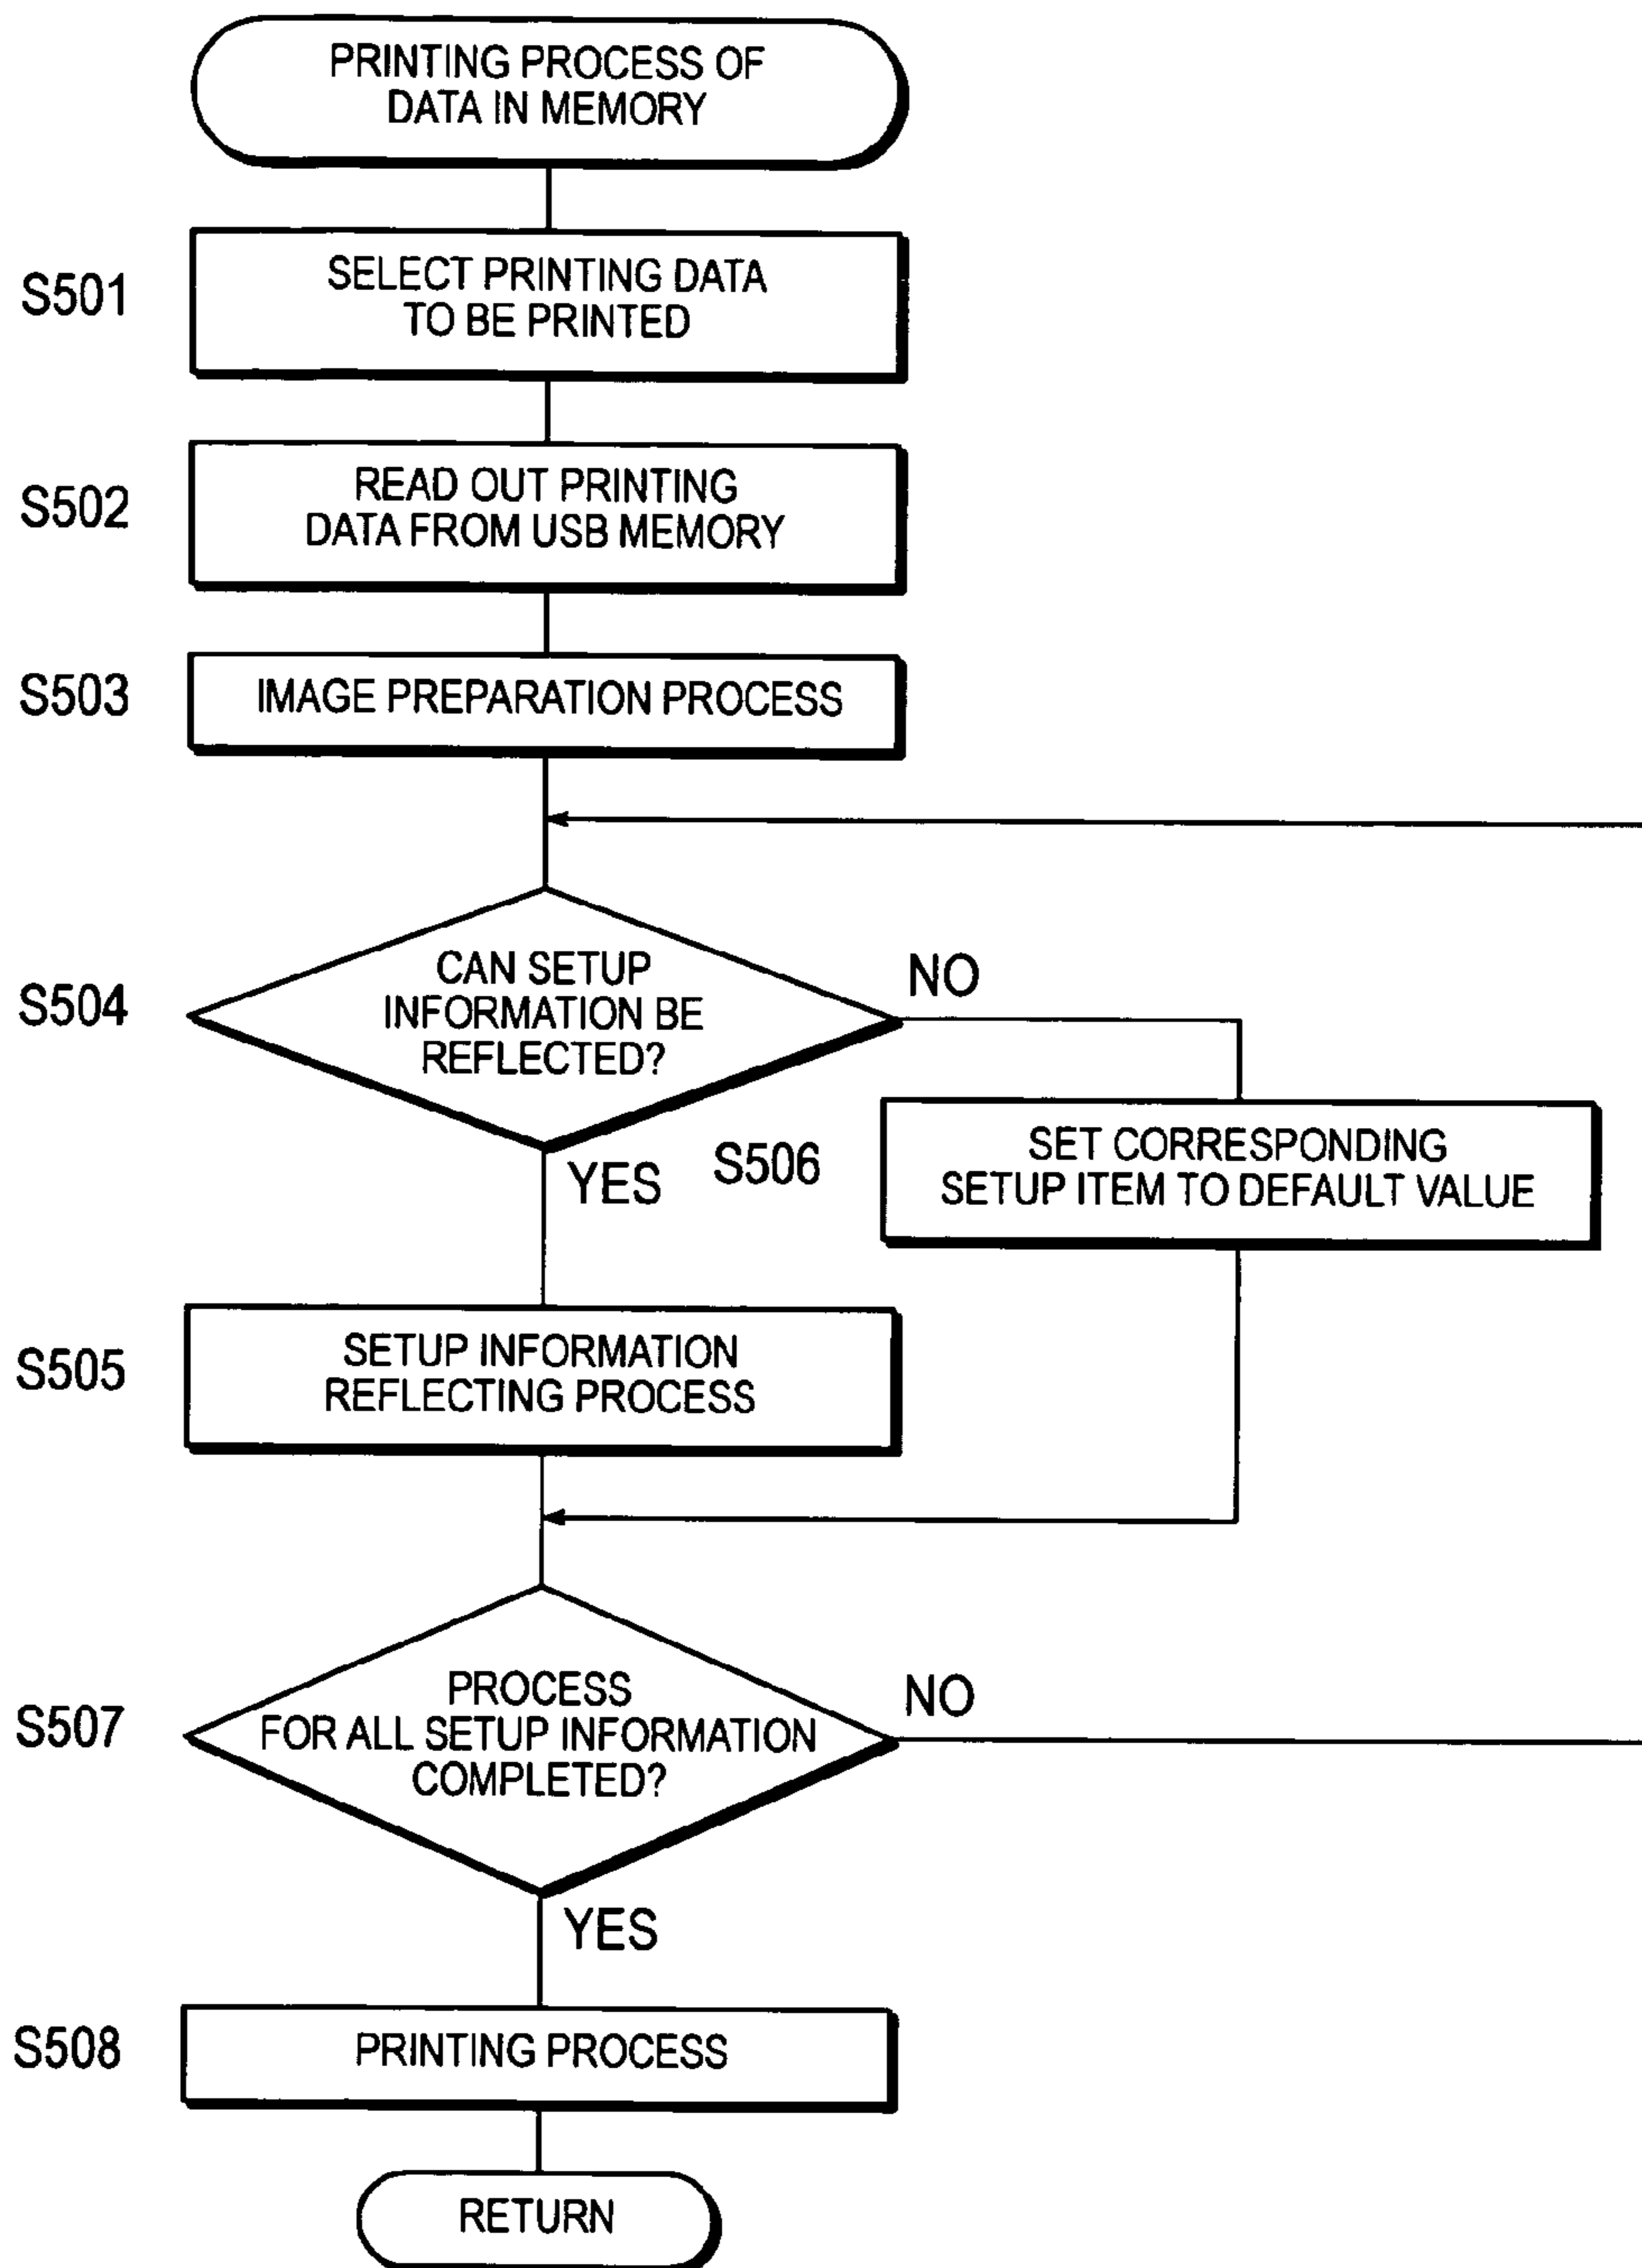 PRINTING PROCESS OF
DATA IN MEMORY
S501
SELECT PRINTING DATA
TO BE PRINTED
S502
READ OUT PRINTING
DATA FROM USB MEMORY
S503
IMAGE PREPARATION PROCESS
S504
CAN SETUP
INFORMATION BE
REFLECTED?
NO
YES
S506
SET CORRESPONDING
SETUP ITEM TO DEFAULT VALUE
S505
SETUP INFORMATION
REFLECTING PROCESS
S507
PROCESS
FOR ALL SETUP INFORMATION
COMPLETED?
NO
YES
S508
PRINTING PROCESS
RETURN